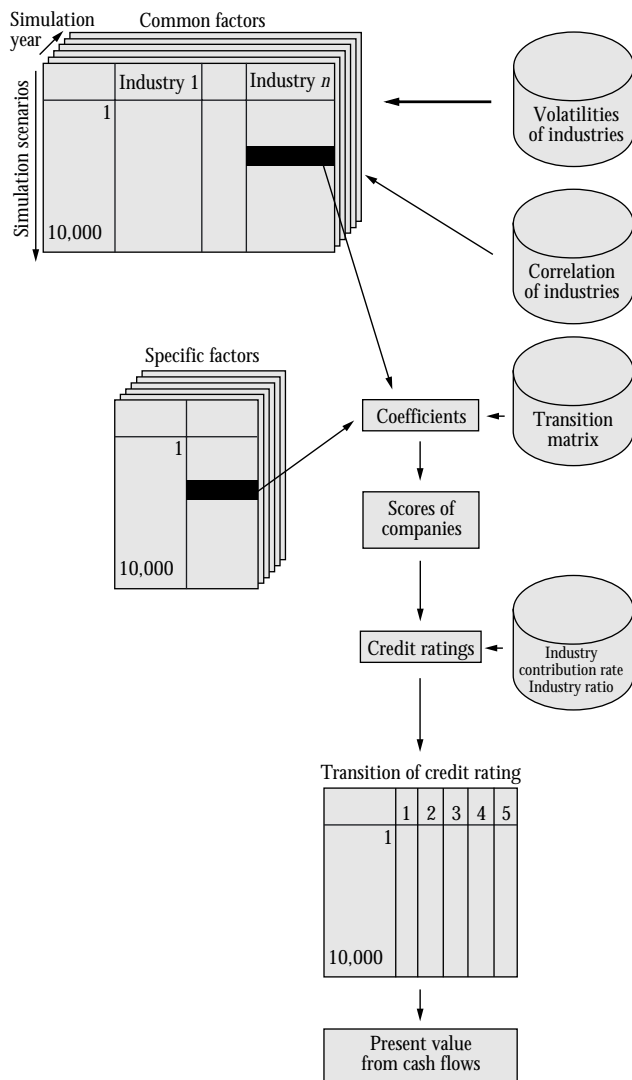 Simulation
year
Common factors
Simulation scenarios
Industry 1
Industry n
1
10,000
Volatilities
of industries
Correlation
of industries
Specific factors
1
10,000
Coefficients
Transition
matrix
Scores of
companies
Credit ratings
Industry
contribution rate
Industry ratio
Transition of credit rating
1 2 3 4 5
1
10,000
Present value
from cash flows